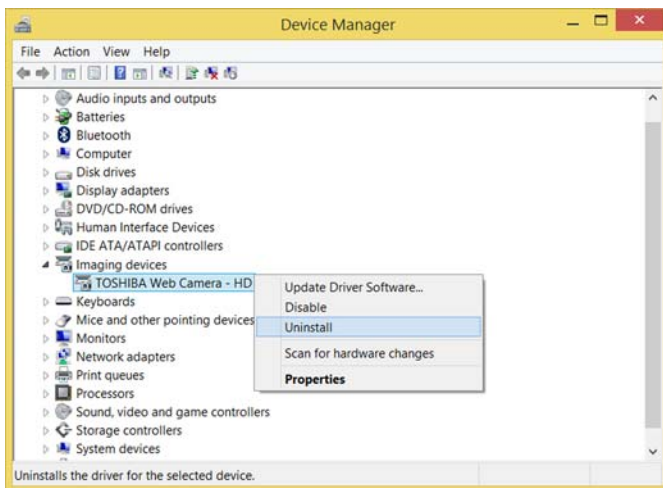 Device Manager
File Action View Help
Audio inputs and outputs
Batteries
Bluetooth
Computer
Disk drives
Display adapters
DVD/CD-ROM drives
Human Interface Devices
IDE ATA/ATAPI controllers
Imaging devices
TOSHIBA Web Camera - HD
Keyboards
Mice and other pointing devices
Monitors
Network adapters
Print queues
Processors
Sound, video and game controllers
Storage controllers
System devices
Update Driver Software...
Disable
Uninstall
Scan for hardware changes
Properties
Uninstalls the driver for the selected device.